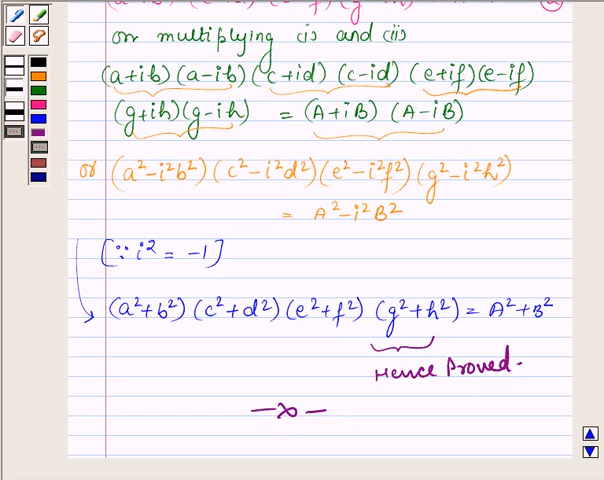 on multiplying (i) and (ii)
(a+ib)(a-ib)(c+id)(c-id)(e+if)(e-if)
(g+ih)(g-ih) = (A+iB)(A-iB)
or (a²-i²b²)(c²-i²d²)(e²-i²f²)(g²-i²h²)
= A²-i²B²
[∵ i² = -1]
(a²+b²)(c²+d²)(e²+f²)(g²+h²) = A²+B²
Hence Proved.